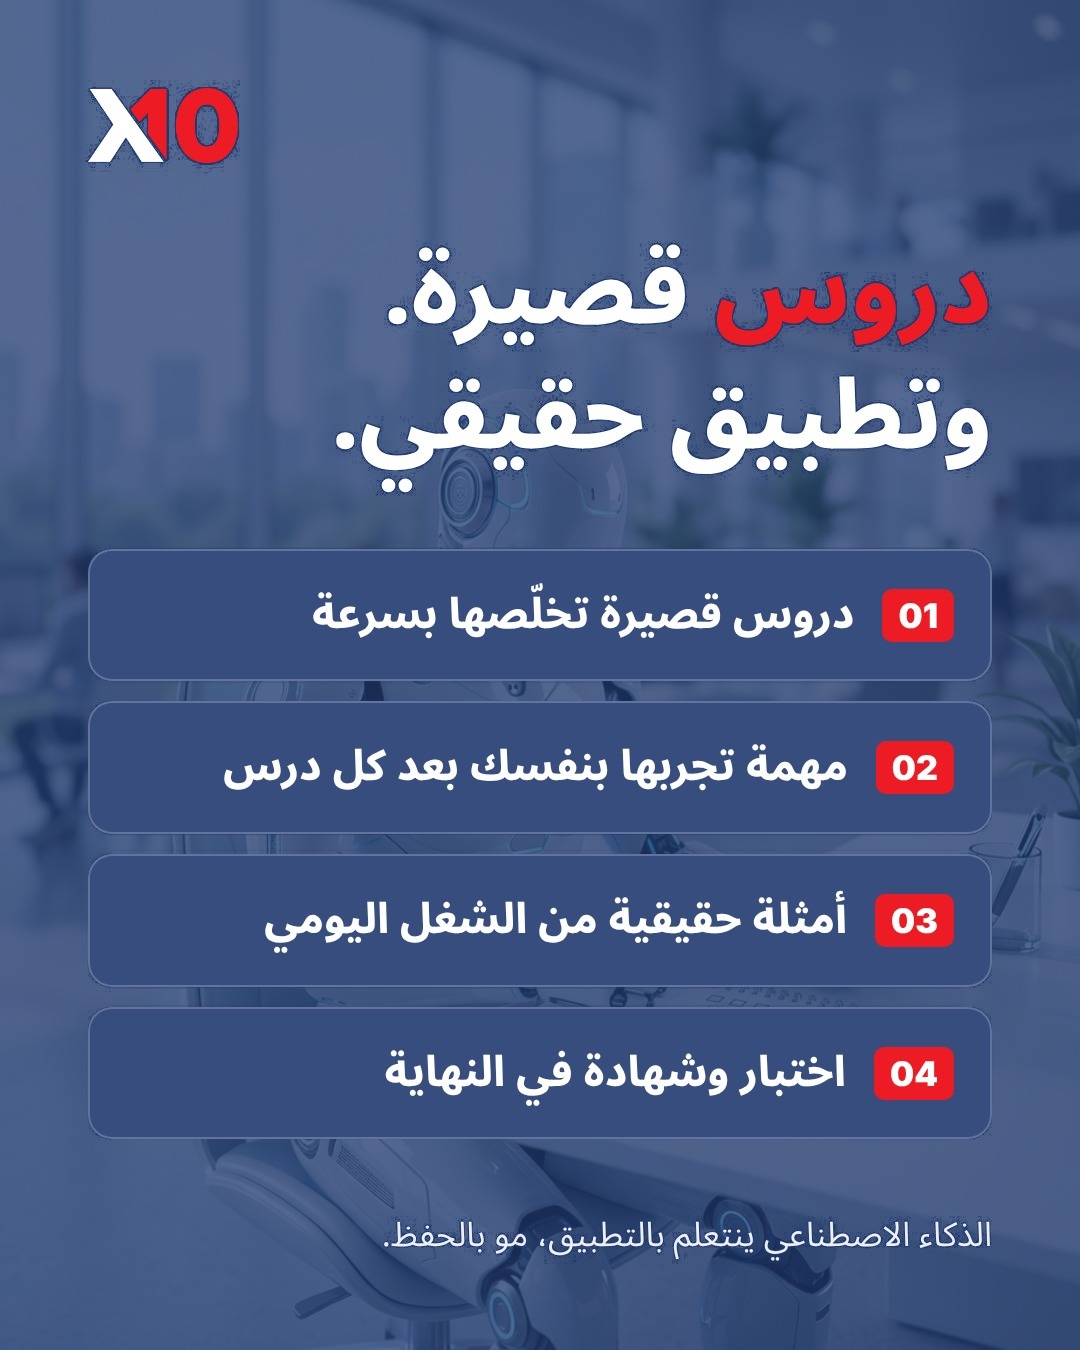 X10
دروس قصيرة.
وتطبيق حقيقي.
01 دروس قصيرة تخلّصها بسرعة
02 مهمة تجربها بنفسك بعد كل درس
03 أمثلة حقيقية من الشغل اليومي
04 اختبار وشهادة في النهاية
الذكاء الاصطناعي ينتعلم بالتطبيق، مو بالحفظ.